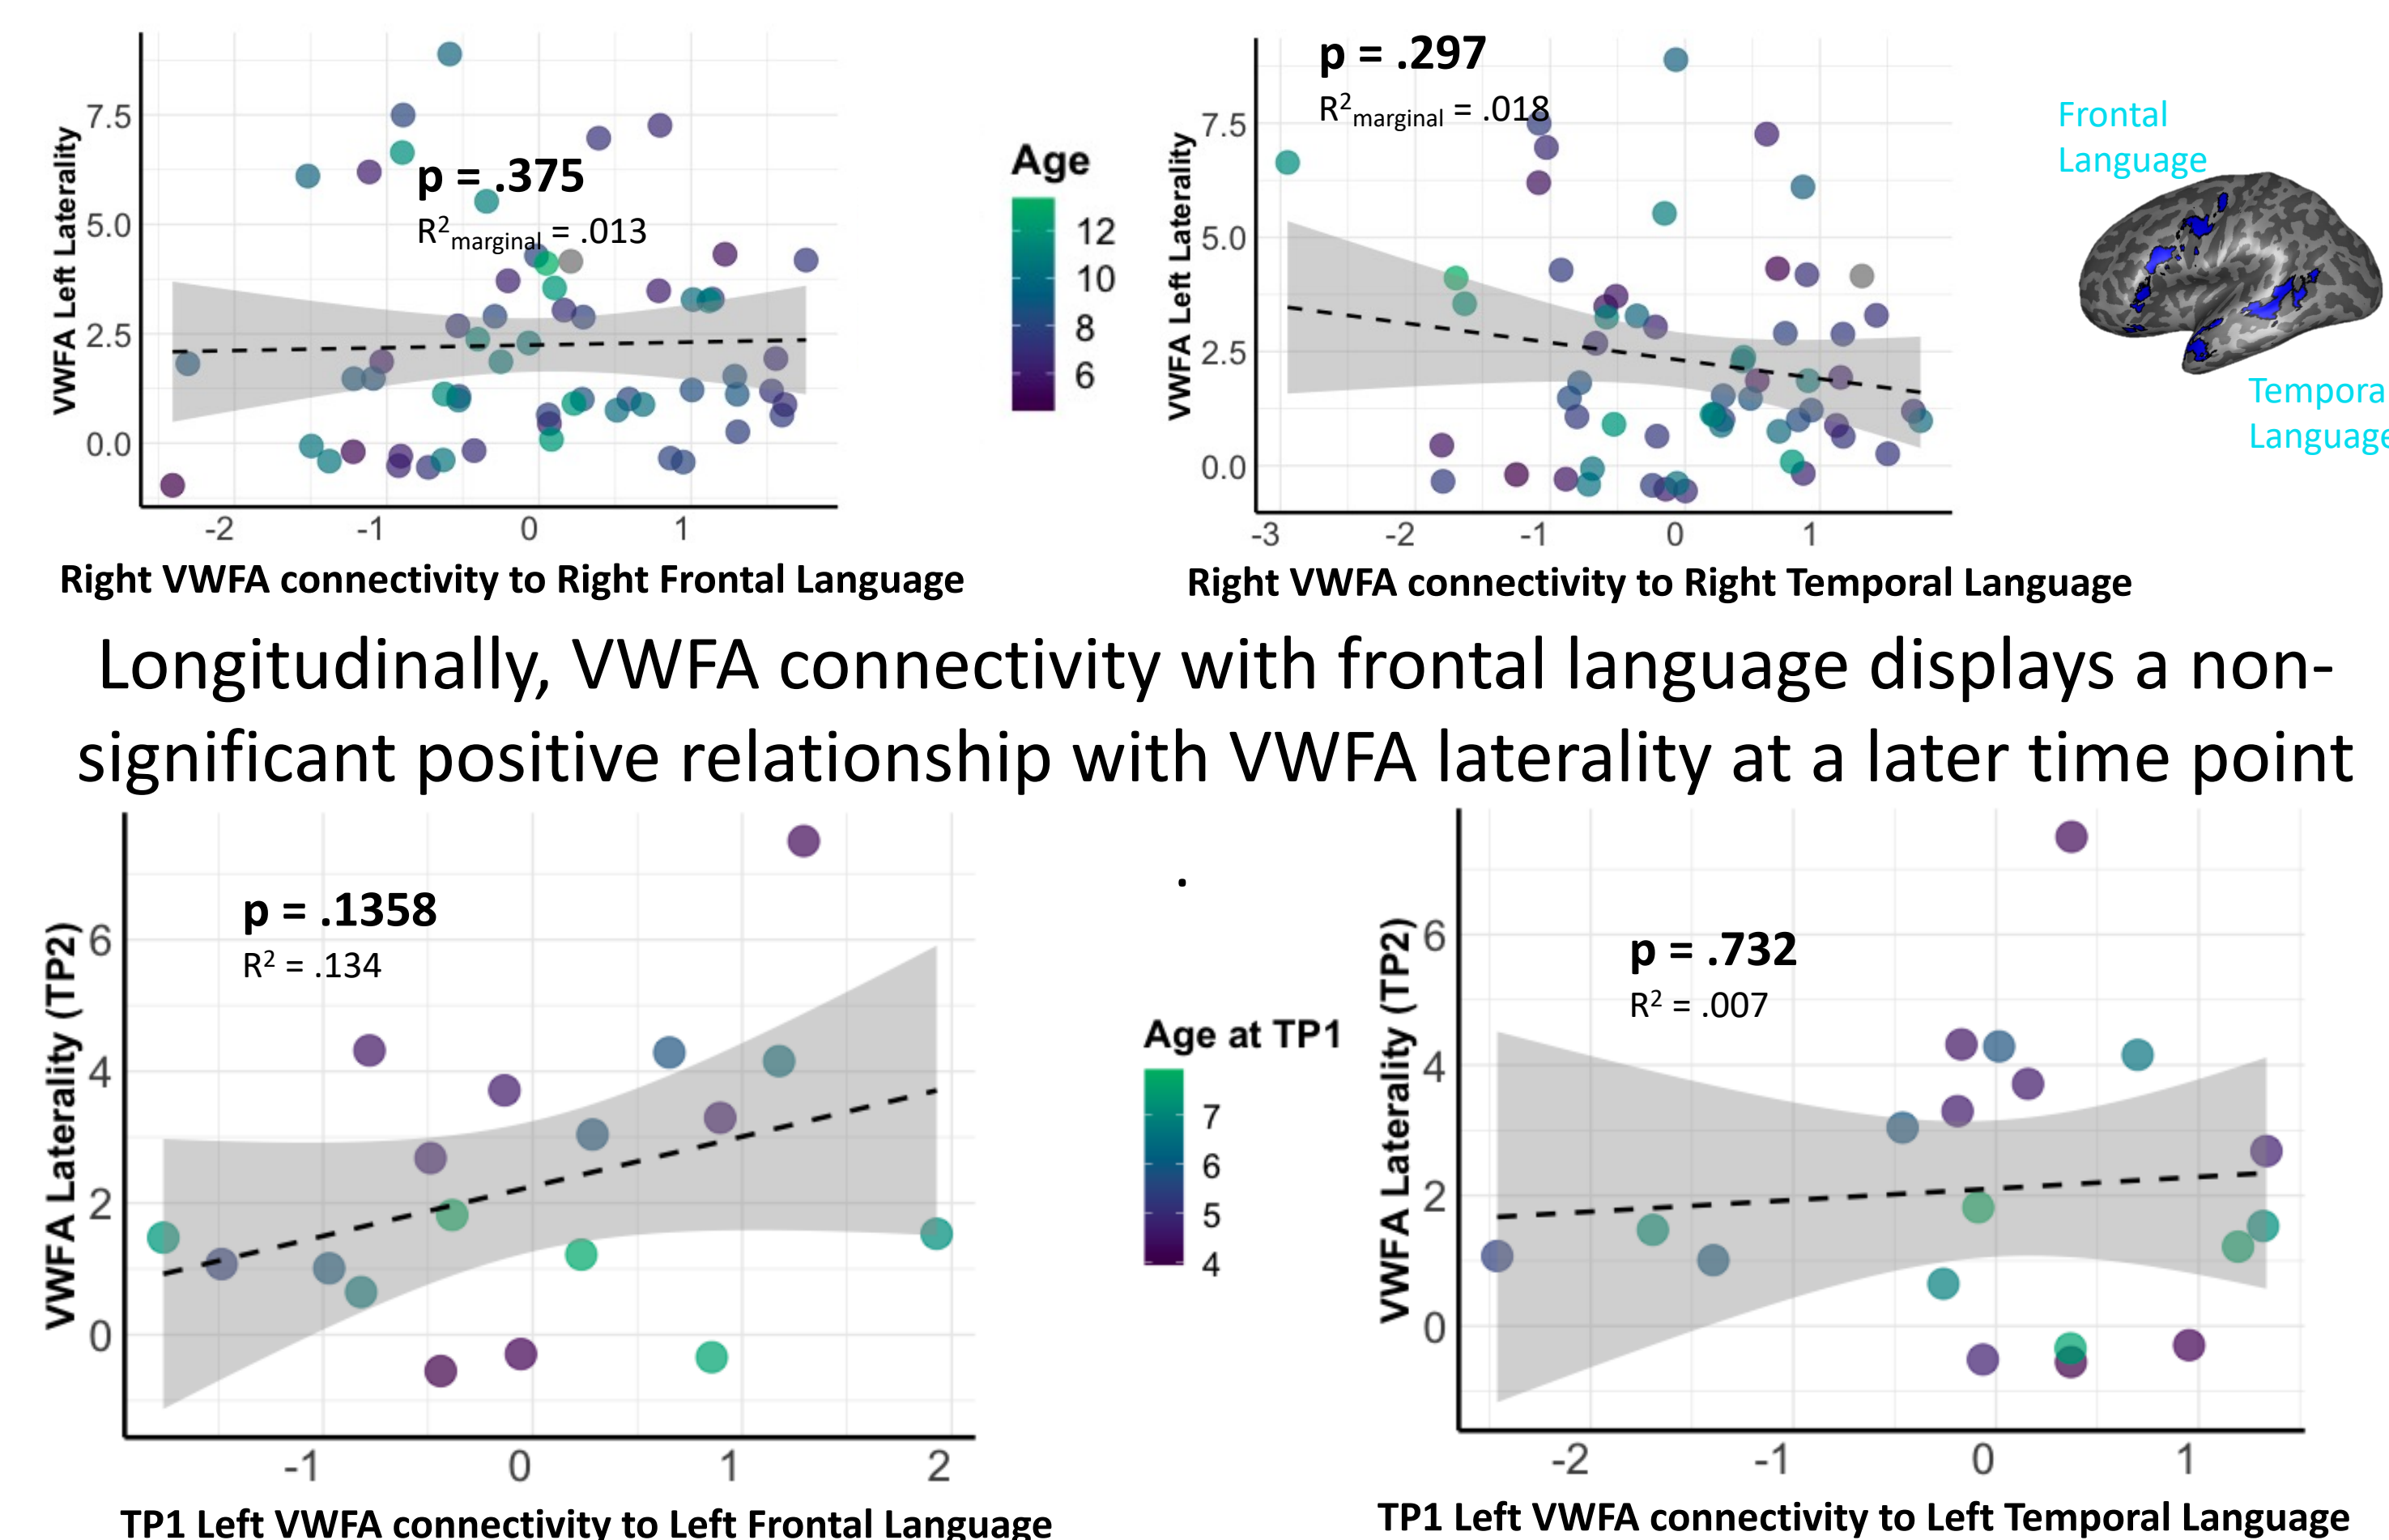 p = .375
R²marginal = .013
VWFA Left Laterality
7.5
5.0
2.5
0.0
-2
-1
0
1
Right VWFA connectivity to Right Frontal Language
Age
12
10
8
6
p = .297
R²marginal = .018
VWFA Left Laterality
7.5
5.0
2.5
0.0
-3
-2
-1
0
1
Right VWFA connectivity to Right Temporal Language
Frontal
Language
Tempora
Language
Longitudinally, VWFA connectivity with frontal language displays a non-
significant positive relationship with VWFA laterality at a later time point
p = .1358
R² = .134
VWFA Laterality (TP2)
6
4
2
0
-1
0
1
2
TP1 Left VWFA connectivity to Left Frontal Language
.
Age at TP1
7
6
5
4
p = .732
R² = .007
VWFA Laterality (TP2)
6
4
2
0
-2
-1
0
1
TP1 Left VWFA connectivity to Left Temporal Language